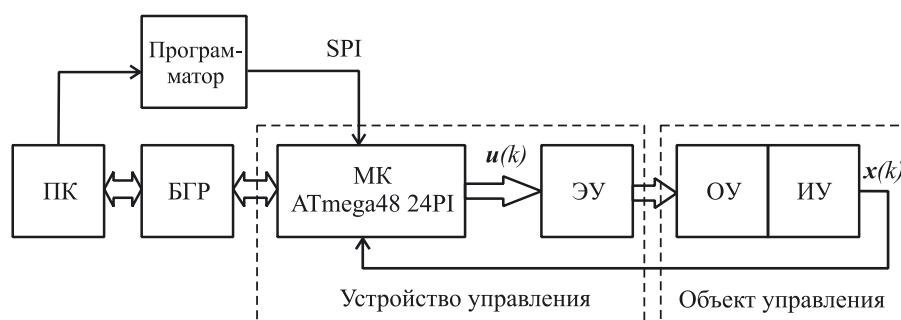 Програм-
матор
SPI
ПК
БГР
МК
ATmega48 24PI
u(k)
ЭУ
ОУ
ИУ
x(k)
Устройство управления
Объект управления